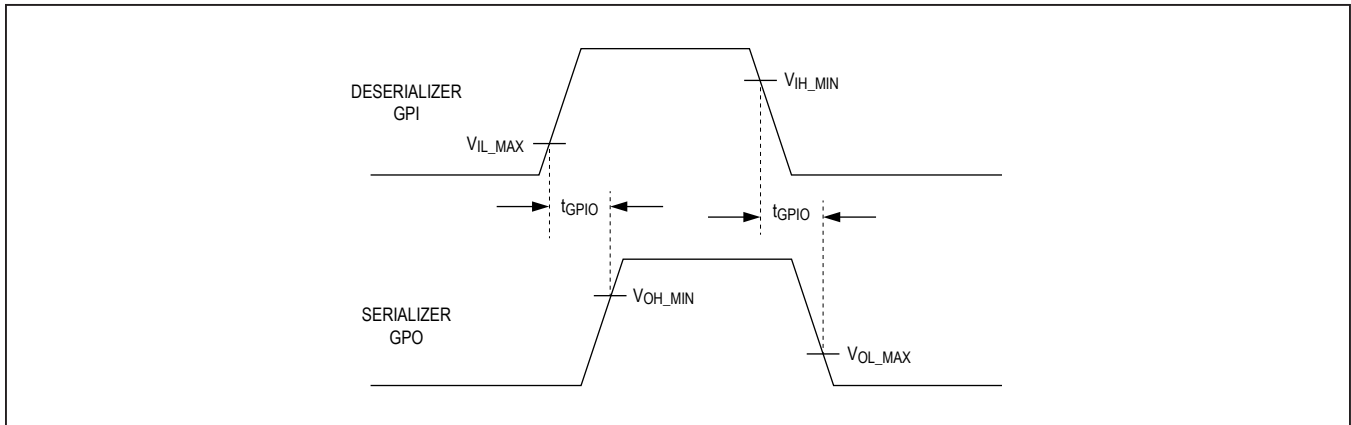 DESERIALIZER
GPI
VIH_MIN
VIL_MAX
tGPIO
tGPIO
VOH_MIN
SERIALIZER
GPO
VOL_MAX